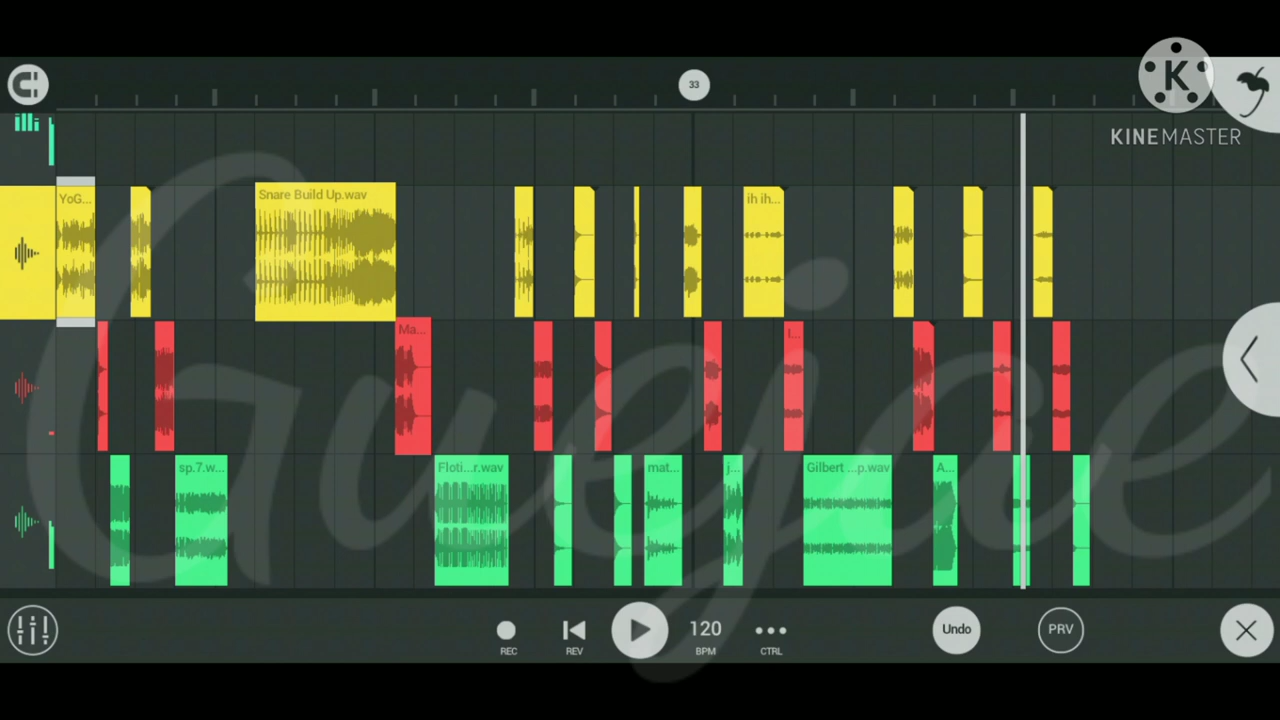 33
K
KINEMASTER
YoG...
Snare Build Up.wav
ih ih...
Ma...
I...
sp.7.w...
Floti...r.wav
mat...
j...
Gilbert ...p.wav
A...
Guejcie
REC
REV
120
BPM
CTRL
Undo
PRV